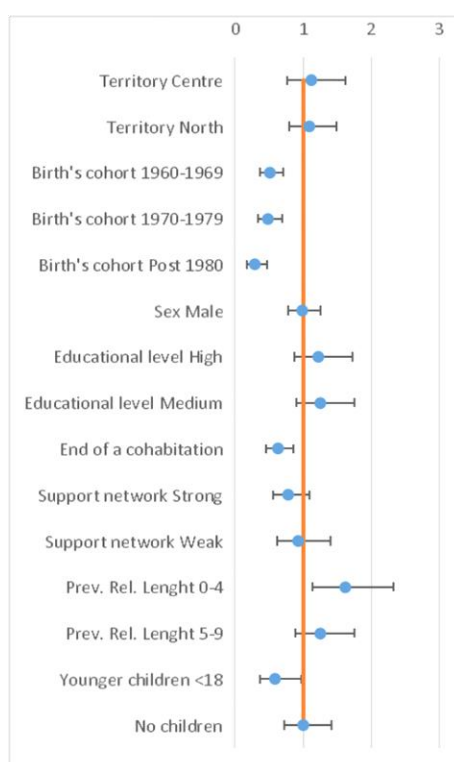 0 1 2 3
Territory Centre
Territory North
Birth's cohort 1960-1969
Birth's cohort 1970-1979
Birth's cohort Post 1980
Sex Male
Educational level High
Educational level Medium
End of a cohabitation
Support network Strong
Support network Weak
Prev. Rel. Lenght 0-4
Prev. Rel. Lenght 5-9
Younger children <18
No children